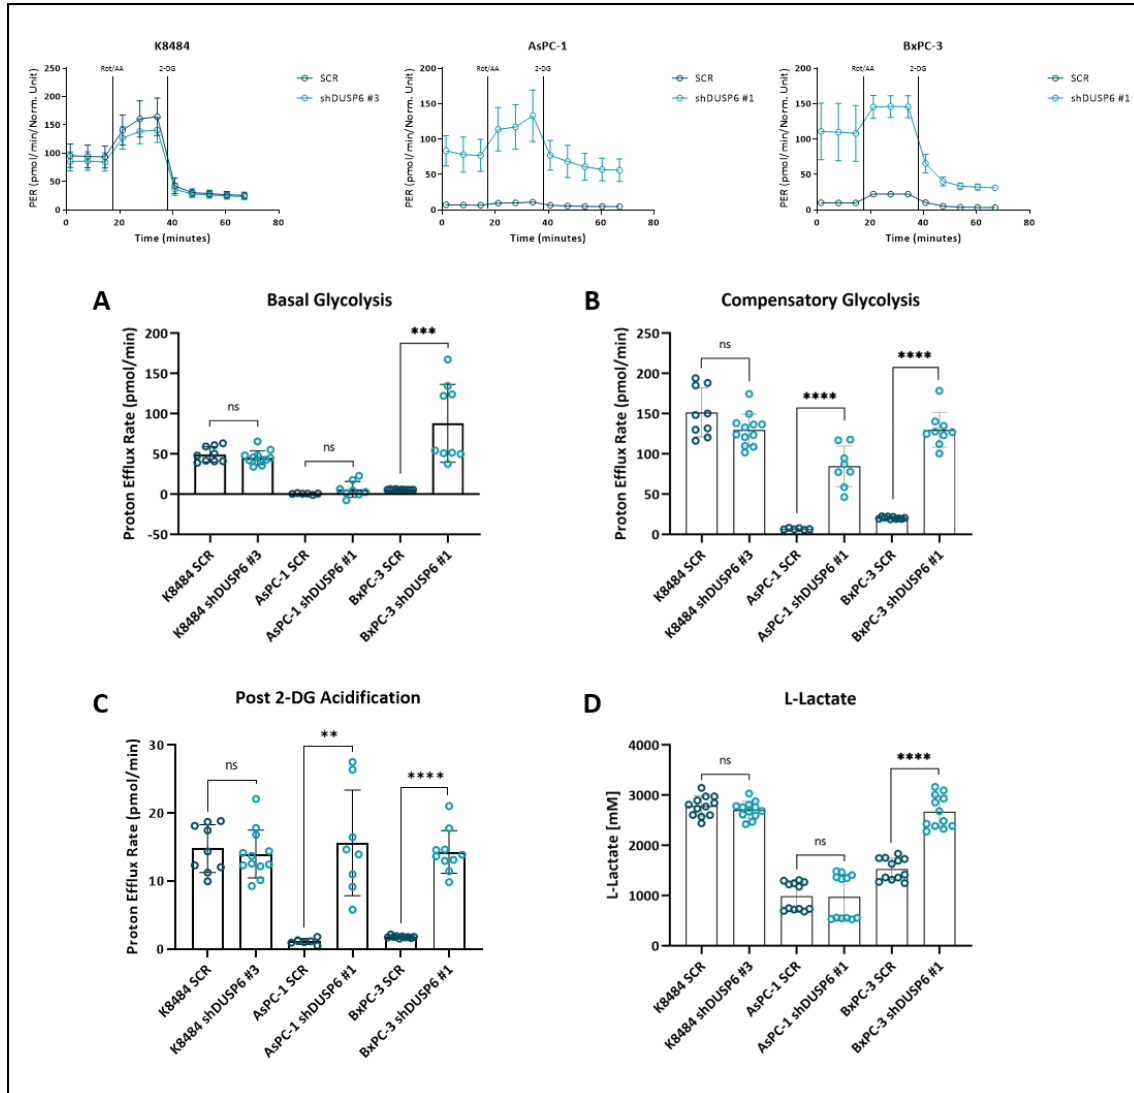 K8484
Rot/AA
2-DG
SCR
shDUSP6 #3
PER (pmol/min/Norm. Unit)
250
200
150
100
50
0
0
20
40
60
80
Time (minutes)
AsPC-1
Rot/AA
2-DG
SCR
shDUSP6 #1
PER (pmol/min/Norm. Unit)
200
150
100
50
0
0
20
40
60
80
Time (minutes)
BxPC-3
Rot/AA
2-DG
SCR
shDUSP6 #1
PER (pmol/min/Norm. Unit)
200
150
100
50
0
0
20
40
60
80
Time (minutes)
A
Basal Glycolysis
Proton Efflux Rate (pmol/min)
200
150
100
50
0
-50
ns
ns
***
K8484 SCR
K8484 shDUSP6 #3
AsPC-1 SCR
AsPC-1 shDUSP6 #1
BxPC-3 SCR
BxPC-3 shDUSP6 #1
B
Compensatory Glycolysis
Proton Efflux Rate (pmol/min)
250
200
150
100
50
0
ns
****
****
K8484 SCR
K8484 shDUSP6 #3
AsPC-1 SCR
AsPC-1 shDUSP6 #1
BxPC-3 SCR
BxPC-3 shDUSP6 #1
C
Post 2-DG Acidification
Proton Efflux Rate (pmol/min)
30
20
10
0
ns
**
****
K8484 SCR
K8484 shDUSP6 #3
AsPC-1 SCR
AsPC-1 shDUSP6 #1
BxPC-3 SCR
BxPC-3 shDUSP6 #1
D
L-Lactate
L-Lactate [mM]
4000
3000
2000
1000
0
ns
ns
****
K8484 SCR
K8484 shDUSP6 #3
AsPC-1 SCR
AsPC-1 shDUSP6 #1
BxPC-3 SCR
BxPC-3 shDUSP6 #1